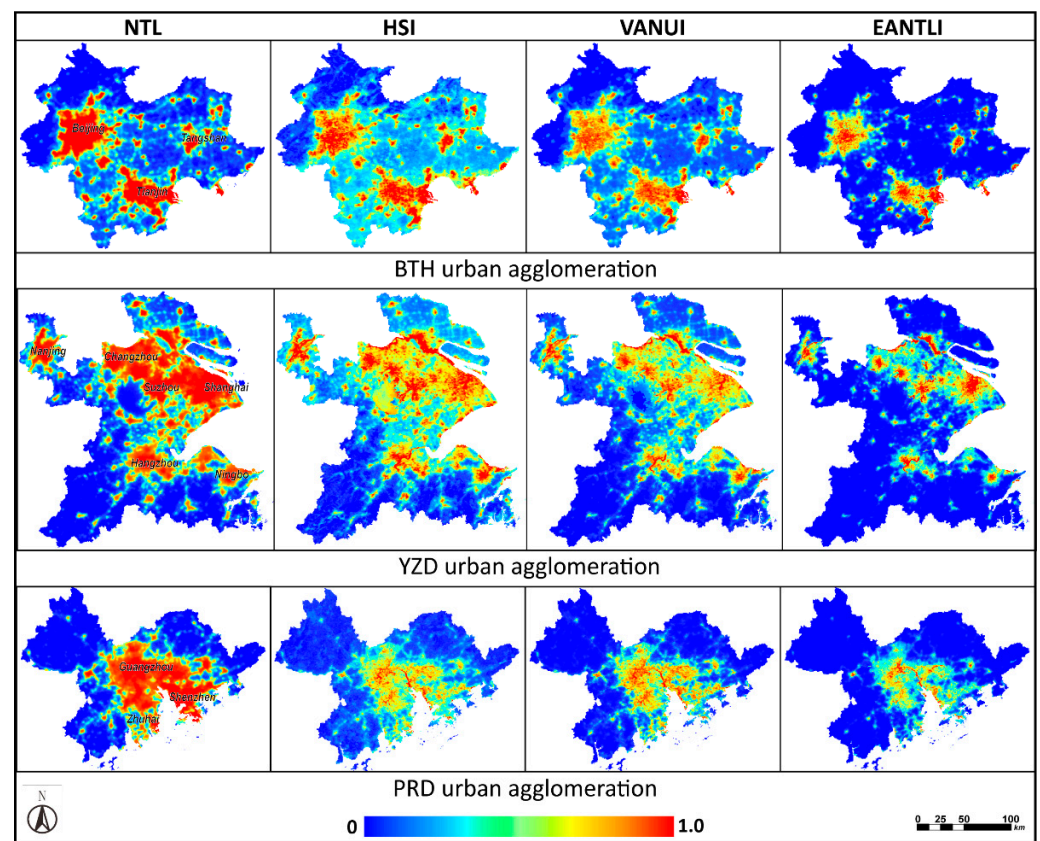 NTL HSI VANUI EANTLI
Beijing
Tangshan
Tianjin
BTH urban agglomeration
Nanjing
Changzhou
Suzhou
Shanghai
Hangzhou
Ningbo
YZD urban agglomeration
Guangzhou
Shenzhen
Zhuhai
PRD urban agglomeration
N
0 1.0
0 25 50 100
km